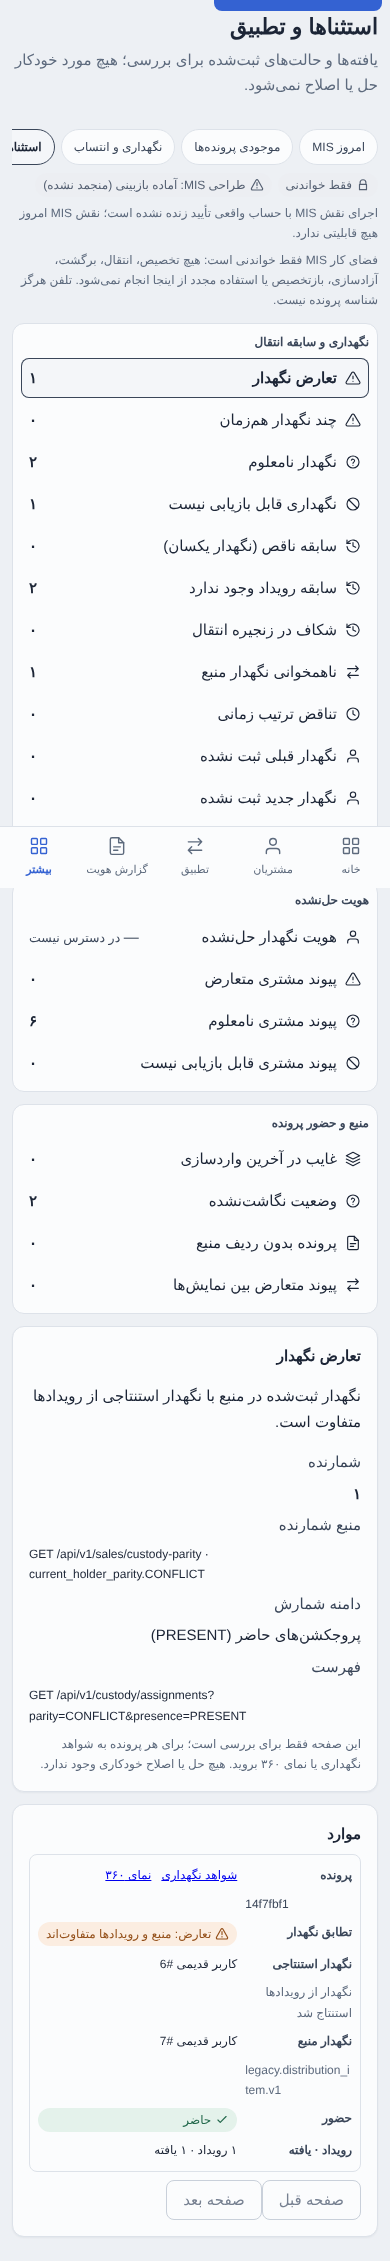 استثناها و تطبیق
یافته‌ها و حالت‌های ثبت‌شده برای بررسی؛ هیچ مورد خودکار
حل یا اصلاح نمی‌شود.
امروز MIS
موجودی پرونده‌ها
نگهداری و انتساب
فقط خواندنی
طراحی MIS: آماده بازبینی (منجمد نشده)
اجرای نقش MIS با حساب واقعی تأیید زنده نشده است؛ نقش MIS امروز
هیچ قابلیتی ندارد.
فضای کار MIS فقط خواندنی است: هیچ تخصیص، انتقال، برگشت،
آزادسازی، بازتخصیص یا استفاده مجدد از اینجا انجام نمی‌شود. تلفن هرگز
شناسه پرونده نیست.
نگهداری و سابقه انتقال
تعارض نگهدار ۱
چند نگهدار هم‌زمان ۰
نگهدار نامعلوم ۲
نگهداری قابل بازیابی نیست ۱
سابقه ناقص (نگهدار یکسان) ۰
سابقه رویداد وجود ندارد ۲
شکاف در زنجیره انتقال ۰
ناهمخوانی نگهدار منبع ۱
تناقض ترتیب زمانی ۰
نگهدار قبلی ثبت نشده ۰
نگهدار جدید ثبت نشده ۰
خانه
مشتریان
تطبیق
گزارش هویت
بیشتر
هویت حل‌نشده
هویت نگهدار حل‌نشده — در دسترس نیست
پیوند مشتری متعارض ۰
پیوند مشتری نامعلوم ۶
پیوند مشتری قابل بازیابی نیست ۰
منبع و حضور پرونده
غایب در آخرین واردسازی ۰
وضعیت نگاشت‌نشده ۲
پرونده بدون ردیف منبع ۰
پیوند متعارض بین نمایش‌ها ۰
تعارض نگهدار
نگهدار ثبت‌شده در منبع با نگهدار استنتاجی از رویدادها
متفاوت است.
شمارنده
۱
منبع شمارنده
GET /api/v1/sales/custody-parity ·
current_holder_parity.CONFLICT
دامنه شمارش
پروجکشن‌های حاضر (PRESENT)
فهرست
GET /api/v1/custody/assignments?
parity=CONFLICT&presence=PRESENT
این صفحه فقط برای بررسی است؛ برای هر پرونده به شواهد
نگهداری یا نمای ۳۶۰ بروید. هیچ حل یا اصلاح خودکاری وجود ندارد.
موارد
پرونده شواهد نگهداری نمای ۳۶۰
14f7fbf1
تطابق نگهدار تعارض: منبع و رویدادها متفاوت‌اند
نگهدار استنتاجی کاربر قدیمی #6
نگهدار از رویدادها
استنتاج شد
نگهدار منبع کاربر قدیمی #7
legacy.distribution_i
tem.v1
حضور حاضر
رویداد · یافته ۱ رویداد · ۱ یافته
صفحه قبل
صفحه بعد